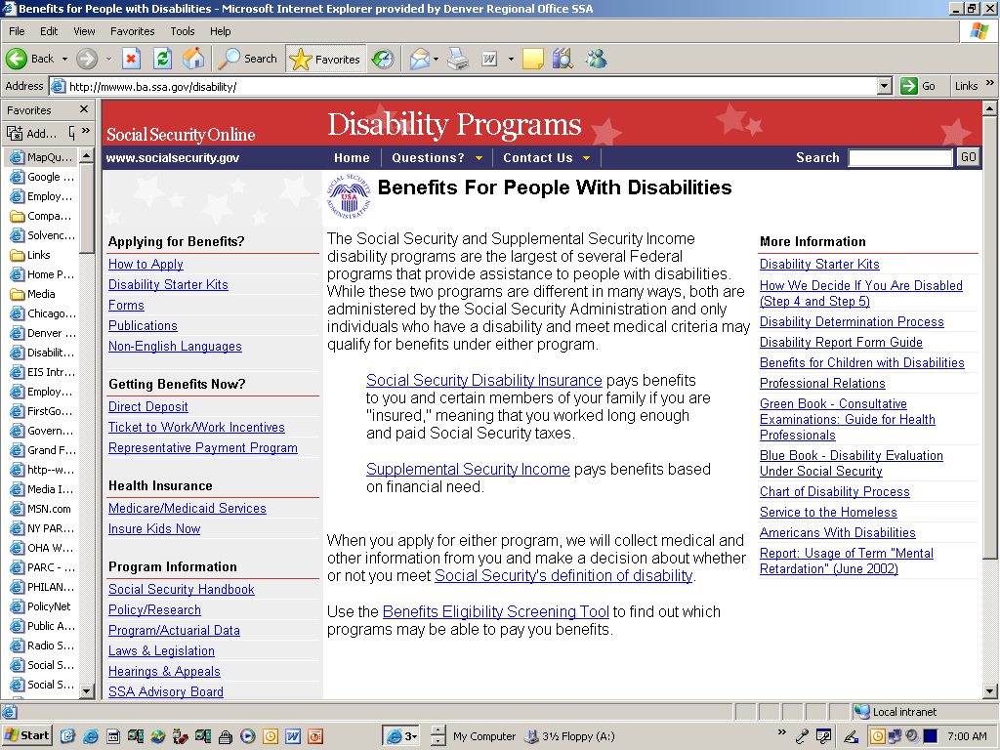 Benefits for People with Disabilities - Microsoft Internet Explorer provided by Denver Regional Office SSA
File Edit View Favorites Tools Help
Back Search Favorites
Address http://mwww.ba.ssa.gov/disability/ Go Links »
Favorites
Add... »
MapQu...
Google ...
Employ...
Compa...
Solvenc...
Links
Home P...
Media
Chicago...
Denver ...
Disabilit...
EIS Intr...
Employ...
FirstGo...
Govern...
Grand F...
http--w...
Media I...
MSN.com
NY PAR...
OHA W...
PARC - ...
PHILAN...
PolicyNet
Public A...
Radio S...
Social S...
Social S...
Social Security Online
Disability Programs
www.socialsecurity.gov
Home Questions? Contact Us Search GO
SOCIAL SECURITY
USA
ADMINISTRATION
Benefits For People With Disabilities
Applying for Benefits?
How to Apply
Disability Starter Kits
Forms
Publications
Non-English Languages
Getting Benefits Now?
Direct Deposit
Ticket to Work/Work Incentives
Representative Payment Program
Health Insurance
Medicare/Medicaid Services
Insure Kids Now
Program Information
Social Security Handbook
Policy/Research
Program/Actuarial Data
Laws & Legislation
Hearings & Appeals
SSA Advisory Board
The Social Security and Supplemental Security Income
disability programs are the largest of several Federal
programs that provide assistance to people with disabilities.
While these two programs are different in many ways, both are
administered by the Social Security Administration and only
individuals who have a disability and meet medical criteria may
qualify for benefits under either program.
Social Security Disability Insurance pays benefits
to you and certain members of your family if you are
"insured," meaning that you worked long enough
and paid Social Security taxes.
Supplemental Security Income pays benefits based
on financial need.
When you apply for either program, we will collect medical and
other information from you and make a decision about whether
or not you meet Social Security's definition of disability.
Use the Benefits Eligibility Screening Tool to find out which
programs may be able to pay you benefits.
More Information
Disability Starter Kits
How We Decide If You Are Disabled
(Step 4 and Step 5)
Disability Determination Process
Disability Report Form Guide
Benefits for Children with Disabilities
Professional Relations
Green Book - Consultative
Examinations: Guide for Health
Professionals
Blue Book - Disability Evaluation
Under Social Security
Chart of Disability Process
Service to the Homeless
Americans With Disabilities
Report: Usage of Term "Mental
Retardation" (June 2002)
Local intranet
Start 3 My Computer 3½ Floppy (A:) » 7:00 AM